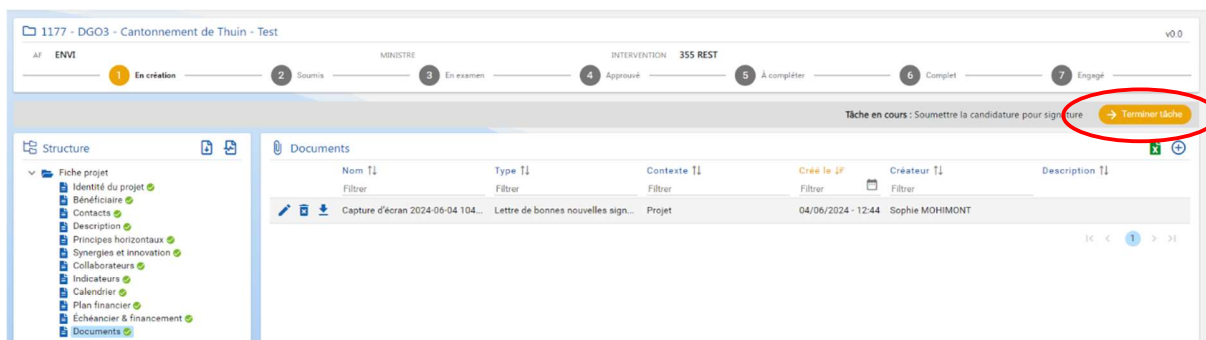 1177 - DGO3 - Cantonnement de Thuin - Test v0.0
AF ENVI MINISTRE INTERVENTION 355 REST
1 En création 2 Soumis 3 En examen 4 Approuvé 5 À compléter 6 Complet 7 Engagé
Tâche en cours : Soumettre la candidature pour signature → Terminer tâche
Structure
Fiche projet
Identité du projet
Bénéficiaire
Contacts
Description
Principes horizontaux
Synergies et innovation
Collaborateurs
Indicateurs
Calendrier
Plan financier
Échéancier & financement
Documents
Documents
Nom Type Contexte Créé le Créateur Description
Filtrer Filtrer Filtrer Filtrer Filtrer
Capture d'écran 2024-06-04 104... Lettre de bonnes nouvelles sign... Projet 04/06/2024 - 12:44 Sophie MOHIMONT
1